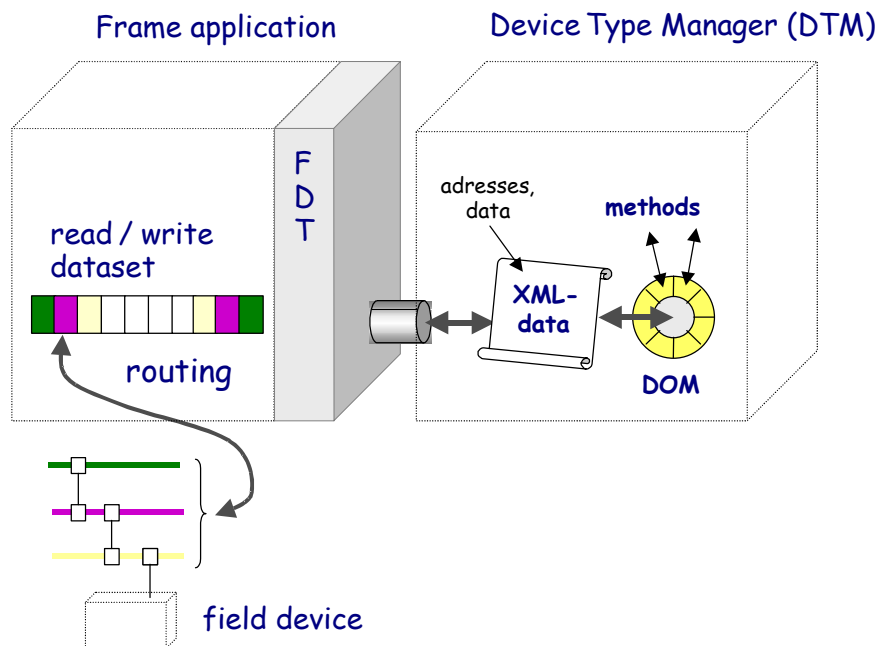 Frame application
Device Type Manager (DTM)
F
D
T
adresses,
data
methods
read / write
dataset
XML-
data
routing
DOM
field device